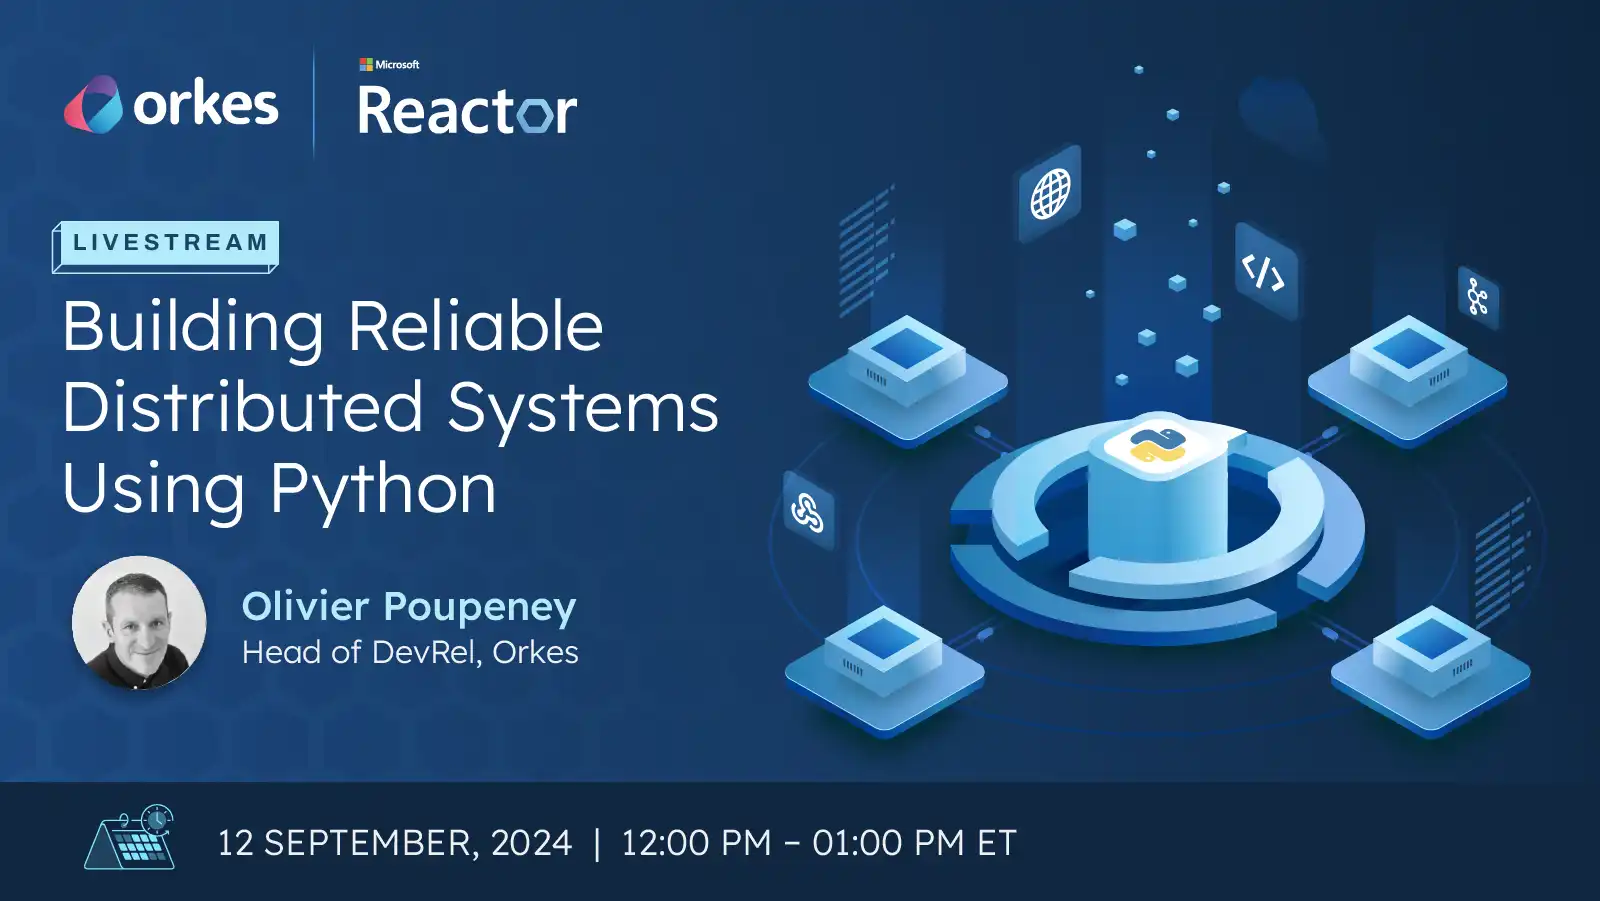 orkes
Microsoft
Reactor
LIVESTREAM
Building Reliable
Distributed Systems
Using Python
Olivier Poupeney
Head of DevRel, Orkes
12 SEPTEMBER, 2024 | 12:00 PM – 01:00 PM ET